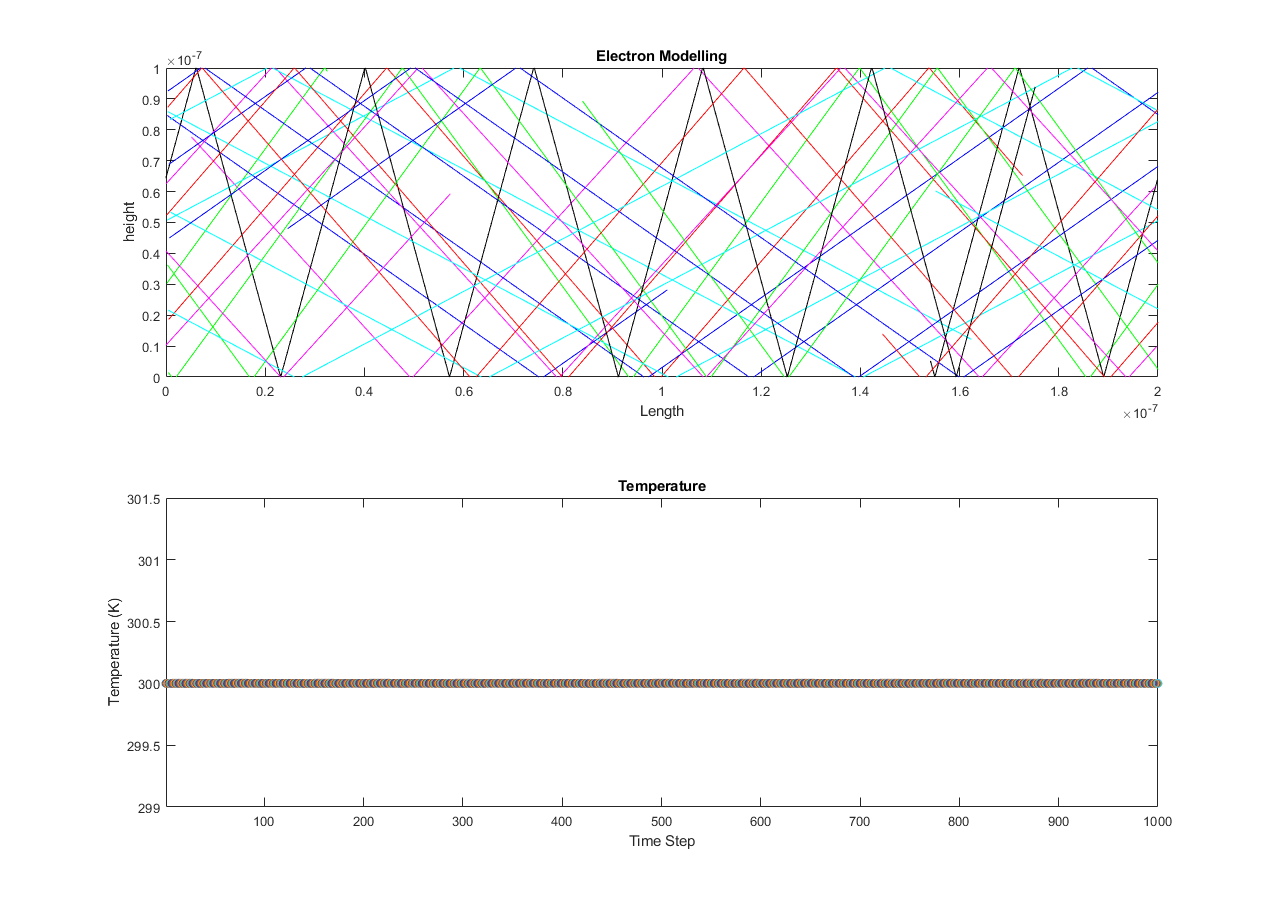 Electron Modelling
×10-7
1
0.9
0.8
0.7
0.6
0.5
0.4
0.3
0.2
0.1
0
height
0 0.2 0.4 0.6 0.8 1 1.2 1.4 1.6 1.8 2
Length
×10-7
Temperature
301.5
301
300.5
300
299.5
299
Temperature (K)
100 200 300 400 500 600 700 800 900 1000
Time Step